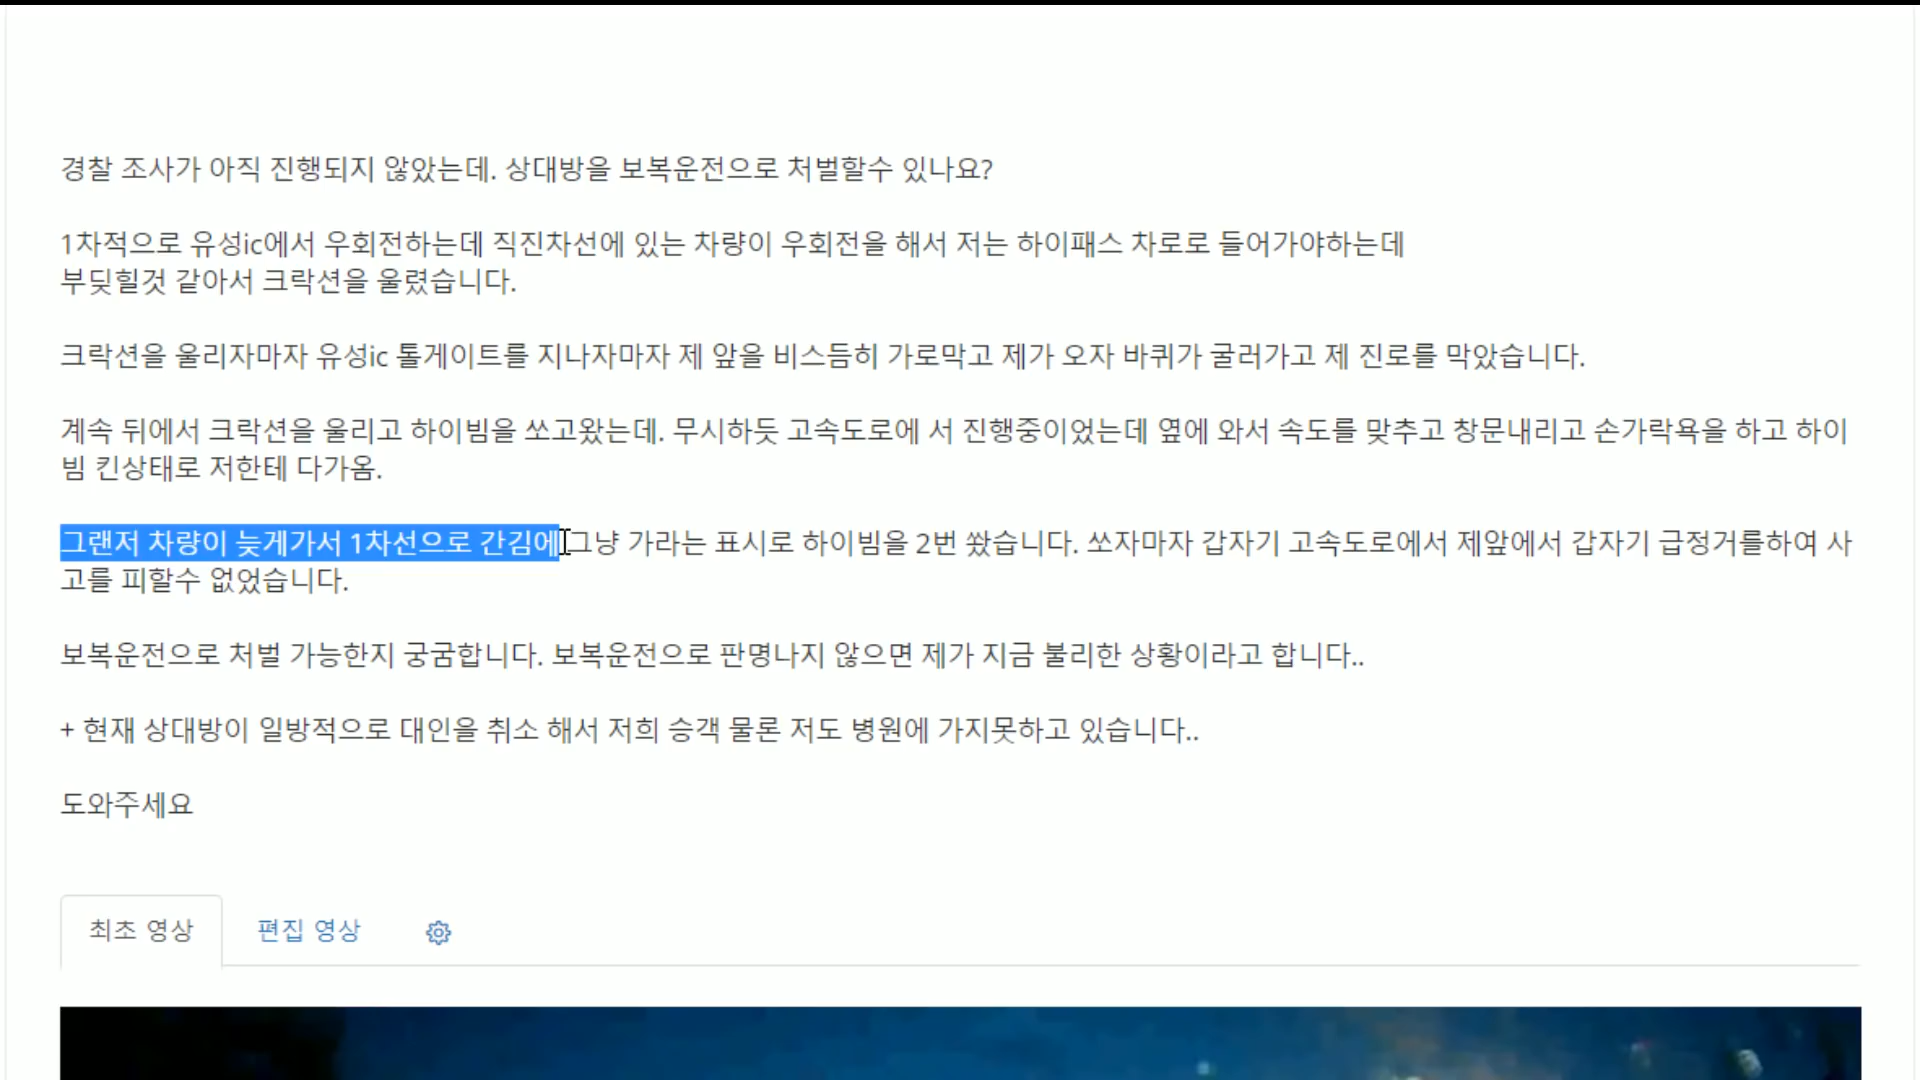 경찰 조사가 아직 진행되지 않았는데. 상대방을 보복운전으로 처벌할수 있나요?
1차적으로 유성ic에서 우회전하는데 직진차선에 있는 차량이 우회전을 해서 저는 하이패스 차로로 들어가야하는데
부딪힐것 같아서 크락션을 울렸습니다.
크락션을 울리자마자 유성ic 톨게이트를 지나자마자 제 앞을 비스듬히 가로막고 제가 오자 바퀴가 굴러가고 제 진로를 막았습니다.
계속 뒤에서 크락션을 울리고 하이빔을 쏘고왔는데. 무시하듯 고속도로에 서 진행중이었는데 옆에 와서 속도를 맞추고 창문내리고 손가락욕을 하고 하이
빔 킨상태로 저한테 다가옴.
그랜저 차량이 늦게가서 1차선으로 간김에 그냥 가라는 표시로 하이빔을 2번 쐈습니다. 쏘자마자 갑자기 고속도로에서 제앞에서 갑자기 급정거를하여 사
고를 피할수 없었습니다.
보복운전으로 처벌 가능한지 궁굼합니다. 보복운전으로 판명나지 않으면 제가 지금 불리한 상황이라고 합니다..
+ 현재 상대방이 일방적으로 대인을 취소 해서 저희 승객 물론 저도 병원에 가지못하고 있습니다..
도와주세요
최초 영상 편집 영상